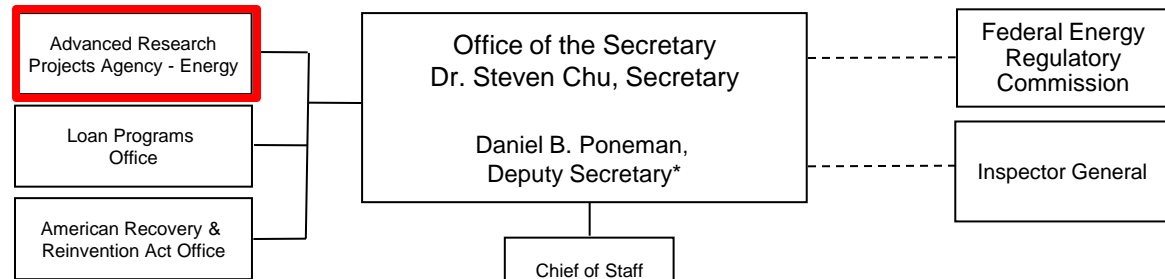 Advanced Research
Projects Agency - Energy
Loan Programs
Office
American Recovery &
Reinvention Act Office
Office of the Secretary
Dr. Steven Chu, Secretary
Daniel B. Poneman,
Deputy Secretary*
Chief of Staff
Federal Energy
Regulatory
Commission
Inspector General